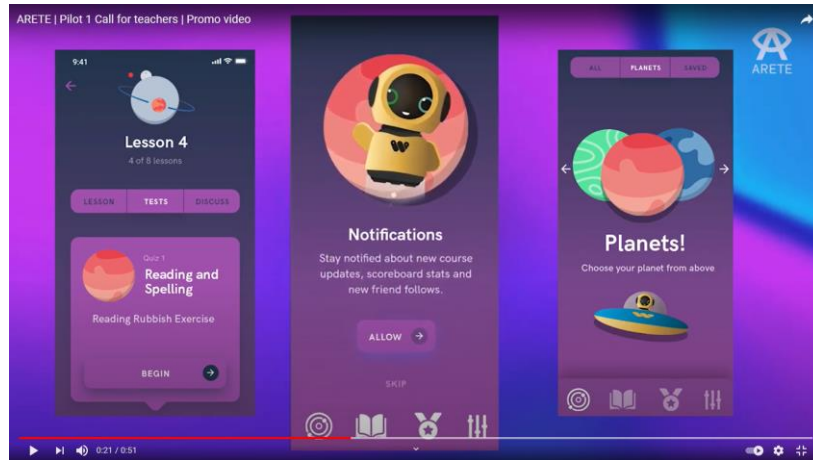 ARETE | Pilot 1 Call for teachers | Promo video
ARETE
9:41
Lesson 4
4 of 8 lessons
LESSON TESTS DISCUSS
Quiz 1
Reading and
Spelling
Reading Rubbish Exercise
BEGIN
W
Notifications
Stay notified about new course
updates, scoreboard stats and
new friend follows.
ALLOW
SKIP
ALL PLANETS SAVED
Planets!
Choose your planet from above
0:21 / 0:51